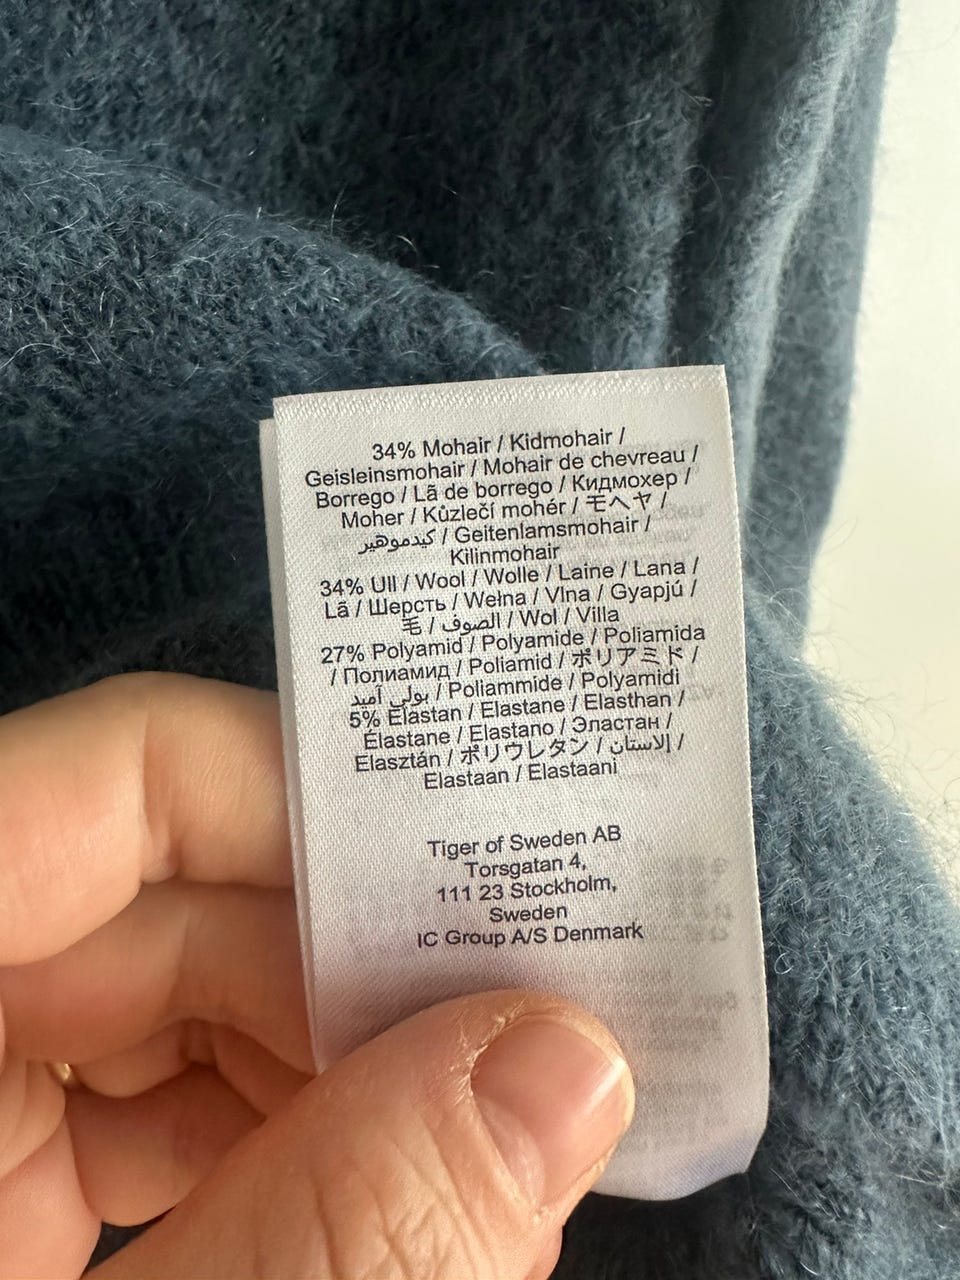 34% Mohair / Kidmohair /
Geisleinsmohair / Mohair de chevreau /
Borrego / Lã de borrego / Кидмохер /
Moher / Kůzlečí mohér / モヘヤ /
كيدموهير / Geitenlamsmohair /
Kilinmohair
34% Ull / Wool / Wolle / Laine / Lana /
Lã / Шерсть / Wełna / Vlna / Gyapjú /
毛 / الصوف / Wol / Villa
27% Polyamid / Polyamide / Poliamida
/ Полиамид / Poliamid / ポリアミド /
بولي آميد / Poliammide / Polyamidi
5% Elastan / Elastane / Elasthan /
Élastane / Elastano / Эластан /
Elasztán / ポリウレタン / إلاستان /
Elastaan / Elastaani
Tiger of Sweden AB
Torsgatan 4,
111 23 Stockholm,
Sweden
IC Group A/S Denmark